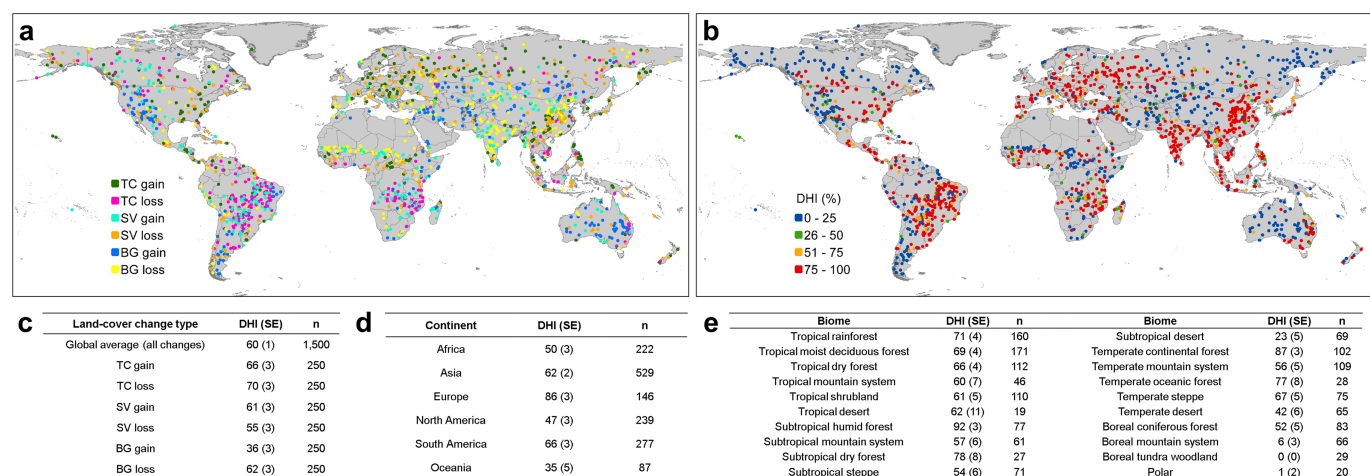 a
TC gain
TC loss
SV gain
SV loss
BG gain
BG loss
b
DHI (%)
0 - 25
26 - 50
51 - 75
75 - 100
c
Land-cover change type DHI (SE) n
Global average (all changes) 60 (1) 1,500
TC gain 66 (3) 250
TC loss 70 (3) 250
SV gain 61 (3) 250
SV loss 55 (3) 250
BG gain 36 (3) 250
BG loss 62 (3) 250
d
Continent DHI (SE) n
Africa 50 (3) 222
Asia 62 (2) 529
Europe 86 (3) 146
North America 47 (3) 239
South America 66 (3) 277
Oceania 35 (5) 87
e
Biome DHI (SE) n Biome DHI (SE) n
Tropical rainforest 71 (4) 160 Subtropical desert 23 (5) 69
Tropical moist deciduous forest 69 (4) 171 Temperate continental forest 87 (3) 102
Tropical dry forest 66 (4) 112 Temperate mountain system 56 (5) 109
Tropical mountain system 60 (7) 46 Temperate oceanic forest 77 (8) 28
Tropical shrubland 61 (5) 110 Temperate steppe 67 (5) 75
Tropical desert 62 (11) 19 Temperate desert 42 (6) 65
Subtropical humid forest 92 (3) 77 Boreal coniferous forest 52 (5) 83
Subtropical mountain system 57 (6) 61 Boreal mountain system 6 (3) 66
Subtropical dry forest 78 (8) 27 Boreal tundra woodland 0 (0) 29
Subtropical steppe 54 (6) 71 Polar 1 (2) 20